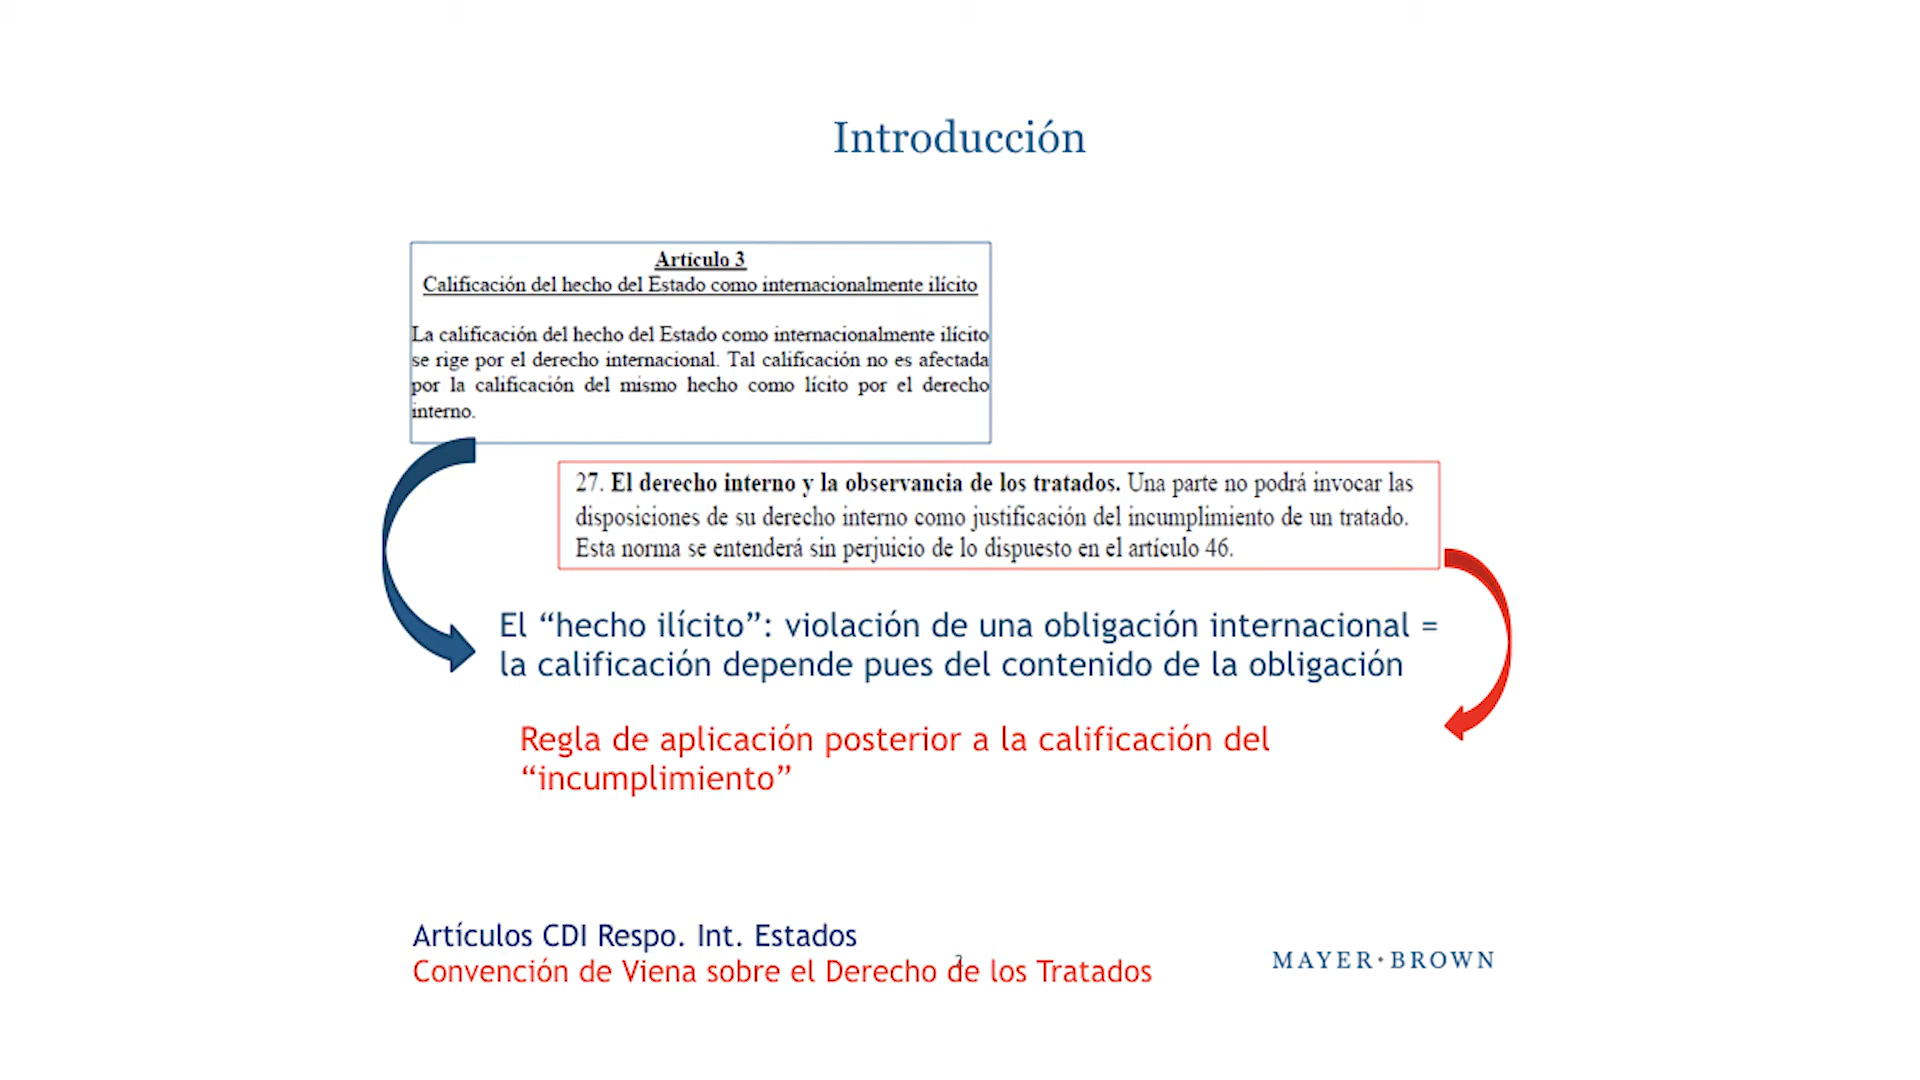 Introducción
Artículo 3
Calificación del hecho del Estado como internacionalmente ilícito
La calificación del hecho del Estado como internacionalmente ilícito
se rige por el derecho internacional. Tal calificación no es afectada
por la calificación del mismo hecho como lícito por el derecho
interno.
27. El derecho interno y la observancia de los tratados. Una parte no podrá invocar las
disposiciones de su derecho interno como justificación del incumplimiento de un tratado.
Esta norma se entenderá sin perjuicio de lo dispuesto en el artículo 46.
El “hecho ilícito”: violación de una obligación internacional =
la calificación depende pues del contenido de la obligación
Regla de aplicación posterior a la calificación del
“incumplimiento”
Artículos CDI Respo. Int. Estados
Convención de Viena sobre el Derecho de los Tratados
MAYER•BROWN